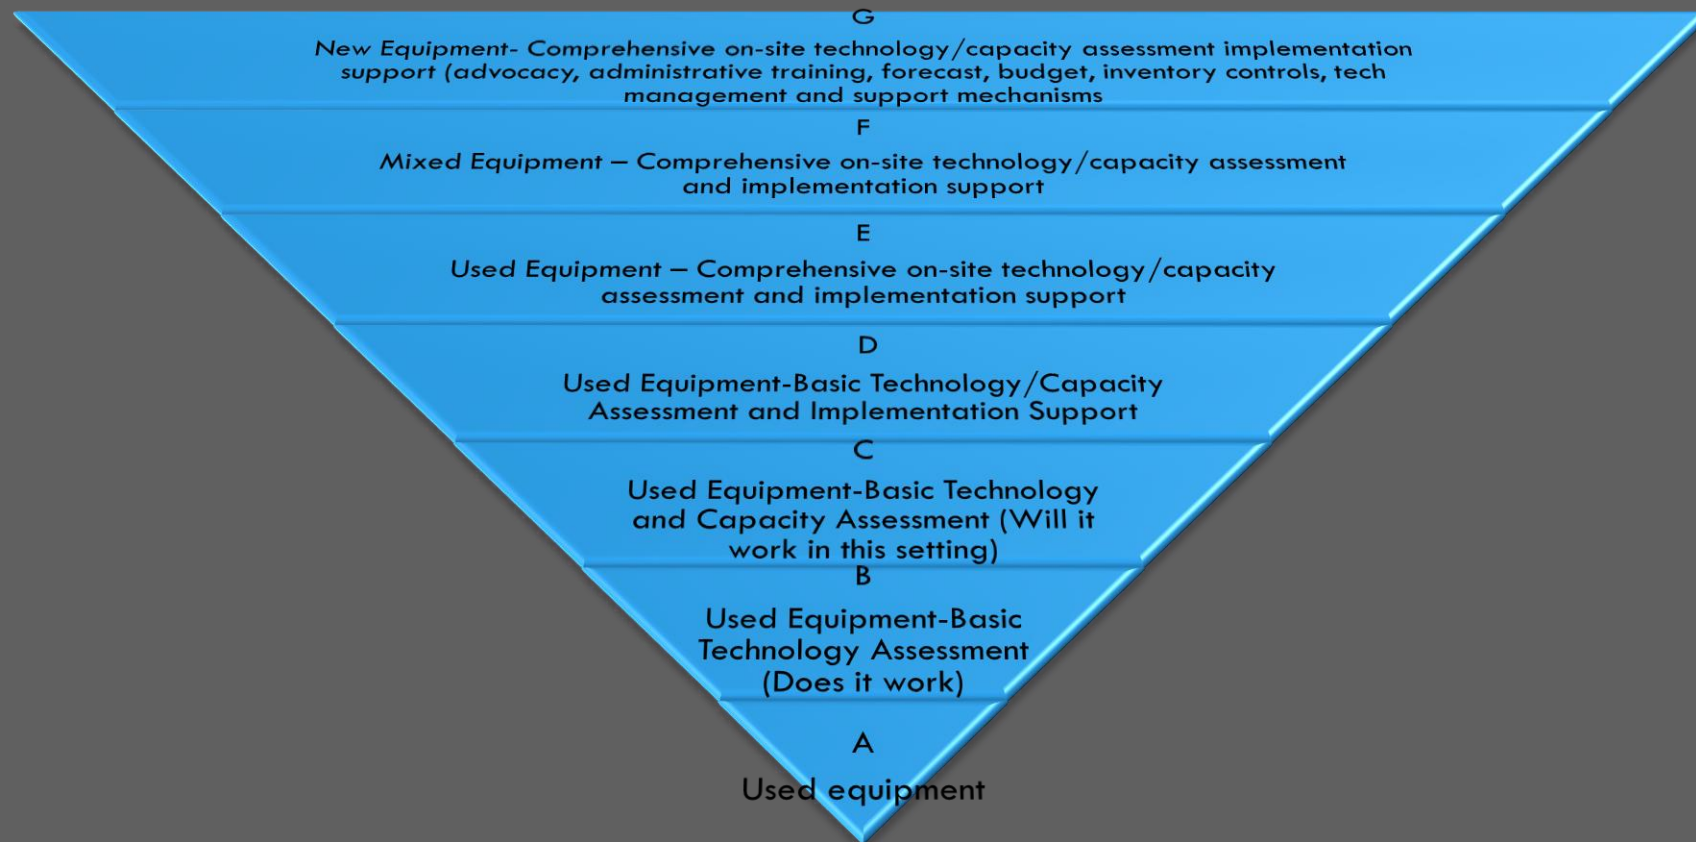 G
New Equipment- Comprehensive on-site technology/capacity assessment implementation
support (advocacy, administrative training, forecast, budget, inventory controls, tech
management and support mechanisms
F
Mixed Equipment – Comprehensive on-site technology/capacity assessment
and implementation support
E
Used Equipment – Comprehensive on-site technology/capacity
assessment and implementation support
D
Used Equipment-Basic Technology/Capacity
Assessment and Implementation Support
C
Used Equipment-Basic Technology
and Capacity Assessment (Will it
work in this setting)
B
Used Equipment-Basic
Technology Assessment
(Does it work)
A
Used equipment